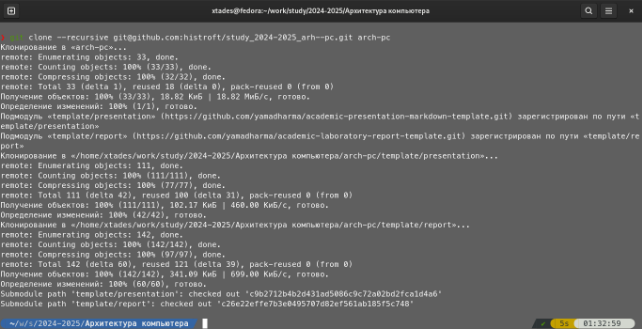 xtades@fedora:~/work/study/2024-2025/Архитектура компьютера
git clone --recursive git@github.com:histroft/study_2024-2025_arh--pc.git arch-pc
Клонирование в «arch-pc»...
remote: Enumerating objects: 33, done.
remote: Counting objects: 100% (33/33), done.
remote: Compressing objects: 100% (32/32), done.
remote: Total 33 (delta 1), reused 18 (delta 0), pack-reused 0 (from 0)
Получение объектов: 100% (33/33), 18.82 КиБ | 18.82 МиБ/с, готово.
Определение изменений: 100% (1/1), готово.
Подмодуль «template/presentation» (https://github.com/yamadharma/academic-presentation-markdown-template.git) зарегистрирован по пути «t
emplate/presentation»
Подмодуль «template/report» (https://github.com/yamadharma/academic-laboratory-report-template.git) зарегистрирован по пути «template/re
port»
Клонирование в «/home/xtades/work/study/2024-2025/Архитектура компьютера/arch-pc/template/presentation»...
remote: Enumerating objects: 111, done.
remote: Counting objects: 100% (111/111), done.
remote: Compressing objects: 100% (77/77), done.
remote: Total 111 (delta 42), reused 100 (delta 31), pack-reused 0 (from 0)
Получение объектов: 100% (111/111), 102.17 КиБ | 460.00 КиБ/с, готово.
Определение изменений: 100% (42/42), готово.
Клонирование в «/home/xtades/work/study/2024-2025/Архитектура компьютера/arch-pc/template/report»...
remote: Enumerating objects: 142, done.
remote: Counting objects: 100% (142/142), done.
remote: Compressing objects: 100% (97/97), done.
remote: Total 142 (delta 60), reused 121 (delta 39), pack-reused 0 (from 0)
Получение объектов: 100% (142/142), 341.09 КиБ | 699.00 КиБ/с, готово.
Определение изменений: 100% (60/60), готово.
Submodule path 'template/presentation': checked out 'c9b2712b4b2d431ad5086c9c72a02bd2fca1d4a6'
Submodule path 'template/report': checked out 'c26e22effe7b3e0495707d82ef561ab185f5c748'
~/w/s/2024-2025/Архитектура компьютера ✓ 5s 01:32:59